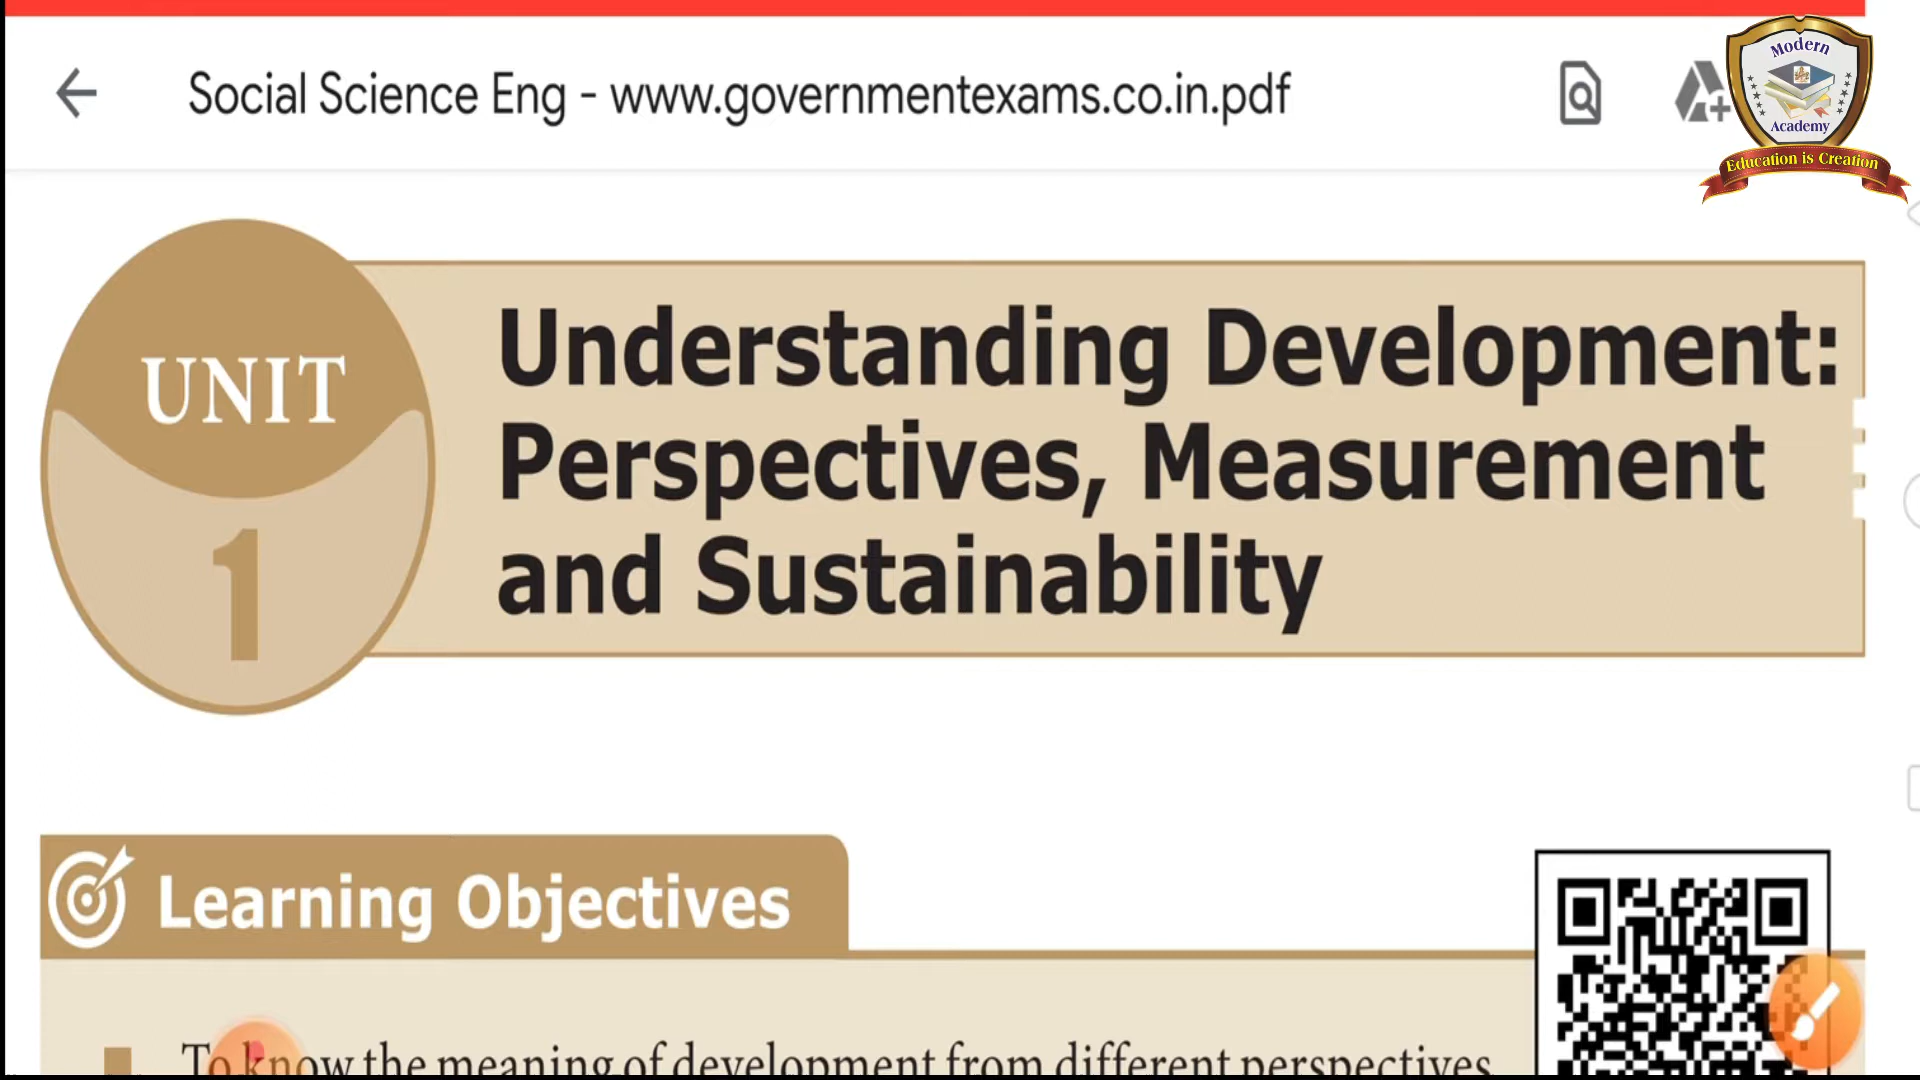 Social Science Eng - www.governmentexams.co.in.pdf
Modern
Academy
Education is Creation
UNIT
1
Understanding Development:
Perspectives, Measurement
and Sustainability
Learning Objectives
To know the meaning of development from different perspectives